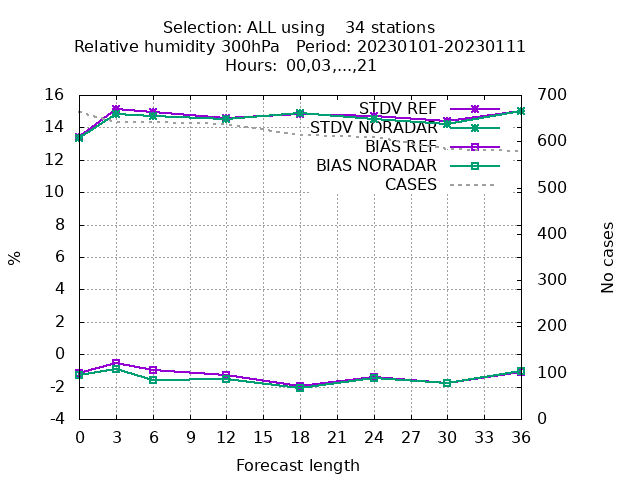 Selection: ALL using    34 stations
Relative humidity 300hPa   Period: 20230101-20230111
Hours: 00,03,...,21
16
14
12
10
8
6
4
2
0
-2
-4
%
700
600
500
400
300
200
100
0
No cases
STDV REF
STDV NORADAR
BIAS REF
BIAS NORADAR
CASES
0 3 6 9 12 15 18 21 24 27 30 33 36
Forecast length